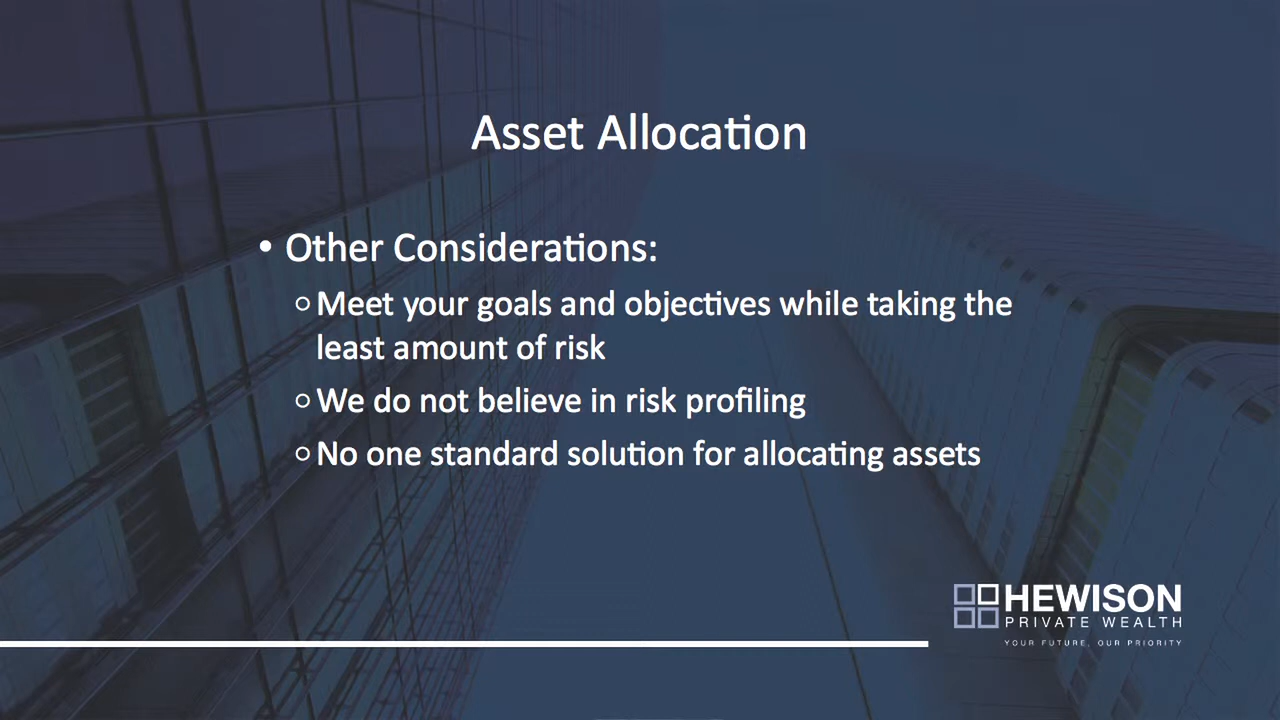 Asset Allocation
• Other Considerations:
○ Meet your goals and objectives while taking the
least amount of risk
○ We do not believe in risk profiling
○ No one standard solution for allocating assets
HEWISON
PRIVATE WEALTH
YOUR FUTURE, OUR PRIORITY